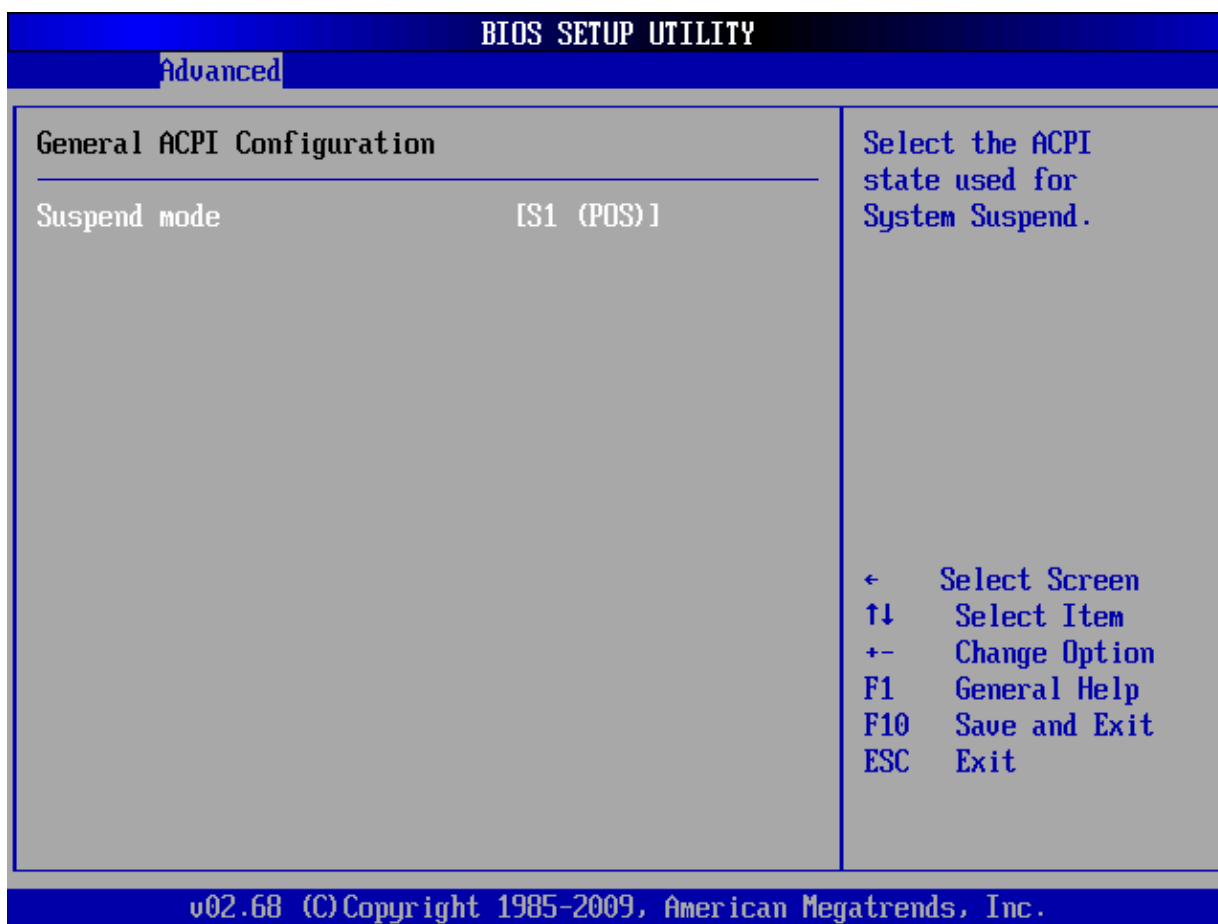 BIOS SETUP UTILITY
Advanced
General ACPI Configuration
Suspend mode [S1 (POS)]
Select the ACPI
state used for
System Suspend.
← Select Screen
↑↓ Select Item
+- Change Option
F1 General Help
F10 Save and Exit
ESC Exit
v02.68 (C)Copyright 1985-2009, American Megatrends, Inc.